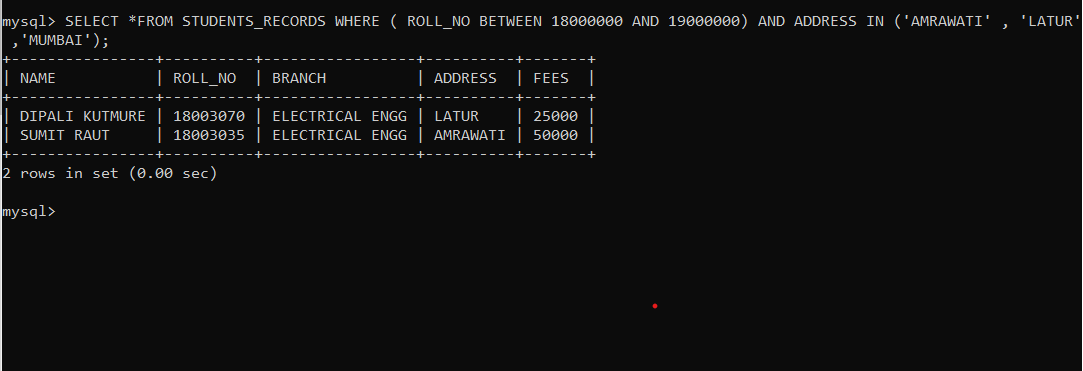 mysql> SELECT *FROM STUDENTS_RECORDS WHERE ( ROLL_NO BETWEEN 18000000 AND 19000000) AND ADDRESS IN ('AMRAWATI' , 'LATUR'
 ,'MUMBAI');
+----------------+----------+-----------------+----------+-------+
| NAME           | ROLL_NO  | BRANCH          | ADDRESS  | FEES  |
+----------------+----------+-----------------+----------+-------+
| DIPALI KUTMURE | 18003070 | ELECTRICAL ENGG | LATUR    | 25000 |
| SUMIT RAUT     | 18003035 | ELECTRICAL ENGG | AMRAWATI | 50000 |
+----------------+----------+-----------------+----------+-------+
2 rows in set (0.00 sec)
mysql>